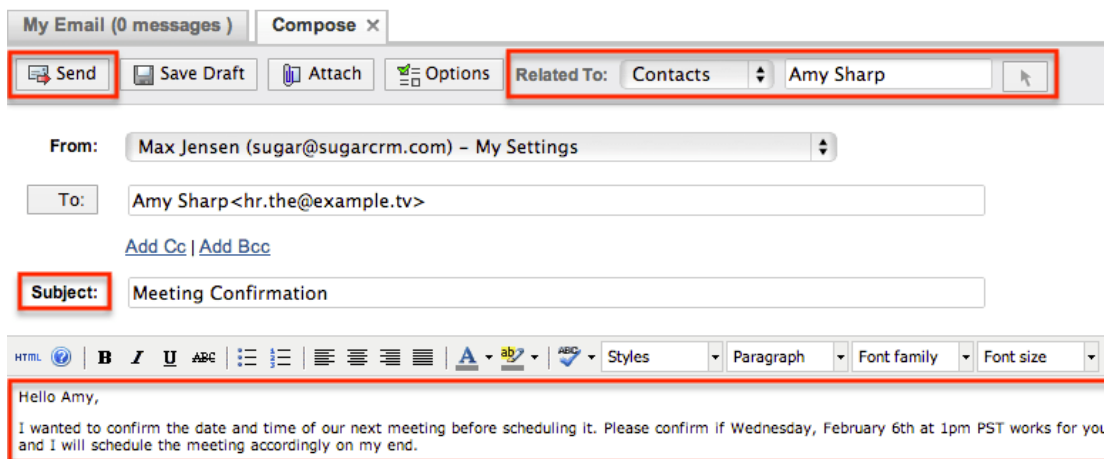 My Email (0 messages )
Compose ×
Send
Save Draft
Attach
Options
Related To:
Contacts
Amy Sharp
From:
Max Jensen (sugar@sugarcrm.com) – My Settings
To:
Amy Sharp<hr.the@example.tv>
Add Cc | Add Bcc
Subject:
Meeting Confirmation
HTML ? B I U ABC A ab ABC Styles Paragraph Font family Font size
Hello Amy,
I wanted to confirm the date and time of our next meeting before scheduling it. Please confirm if Wednesday, February 6th at 1pm PST works for you
and I will schedule the meeting accordingly on my end.